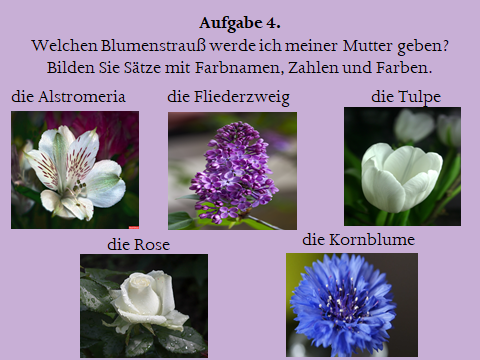 Aufgabe 4.
Welchen Blumenstrauß werde ich meiner Mutter geben?
Bilden Sie Sätze mit Farbnamen, Zahlen und Farben.
die Alstromeria
die Fliederzweig
die Tulpe
die Rose
die Kornblume